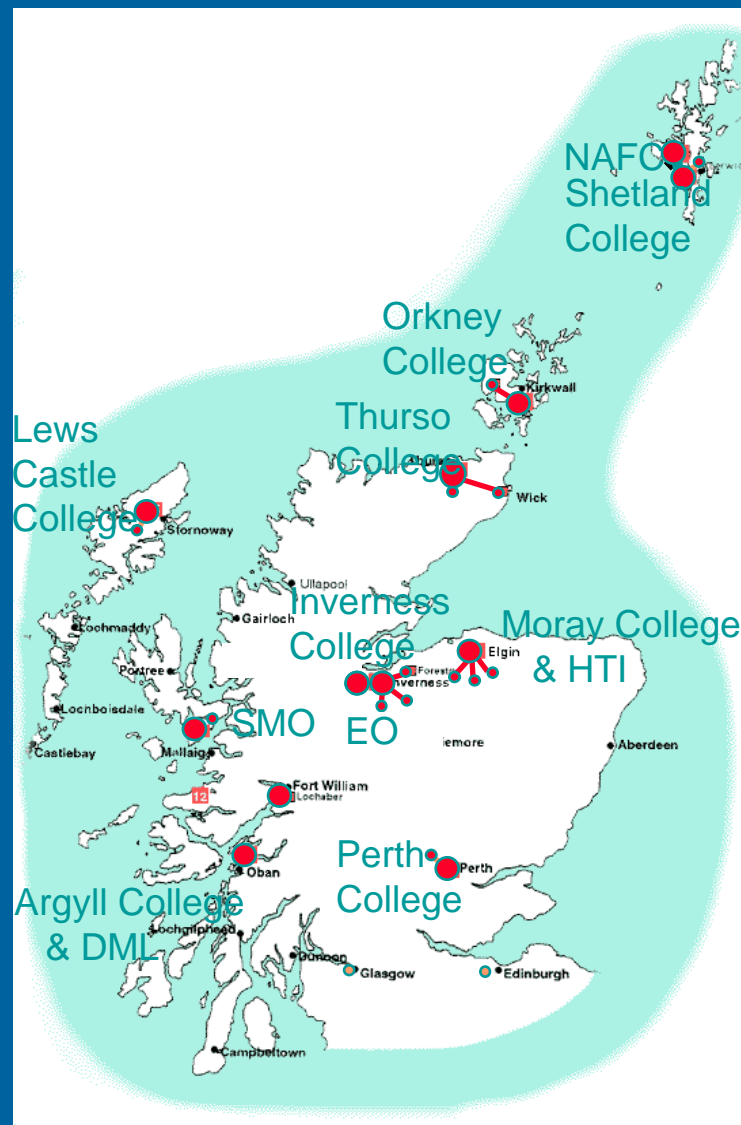 NAFC
Shetland
College
Orkney
College
Kirkwall
Thurso
College
Wick
Lews
Castle
College
Stornoway
Ullapool
Inverness
College
Gairloch
Lochmaddy
Moray College
& HTI
Elgin
Portree
Inverness
Lochboisdale
SMO
EO
iemore
Aberdeen
Castlebay
Mallaig
Fort William
Lochaber
12
Perth
College
Oban
Perth
Argyll College
& DML
Lochgilphead
Dunoon
Glasgow
Edinburgh
Campbeltown